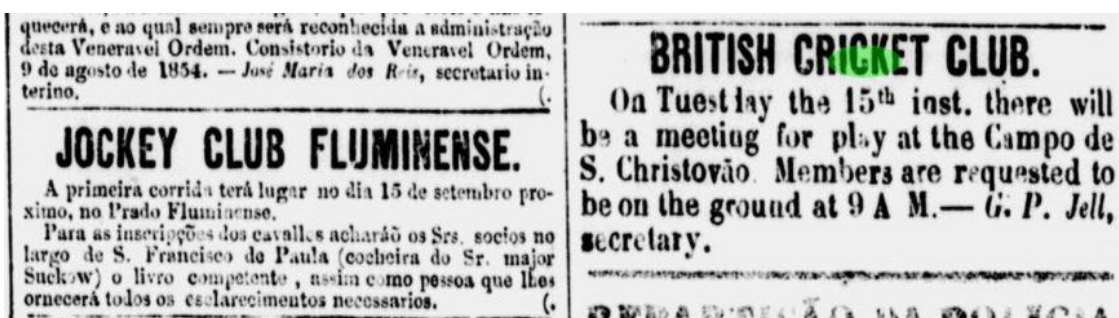 quecerá, e ao qual sempre será reconhecida a administração
desta Veneravel Ordem. Consistorio da Veneravel Ordem,
9 de agosto de 1854. — José Maria dos Reis, secretario in-
terino. (.
JOCKEY CLUB FLUMINENSE.
A primeira corrida terá lugar no dia 15 de setembro pro-
ximo, no Prado Fluminense.
Para as inscripções dos cavallos acharáõ os Srs. socios no
largo de S. Francisco de Paula (cocheira do Sr. major
Suckow) o livro competente, assim como pessoa que lhes
ornecerá todos os esclarecimentos necessarios. (.
BRITISH CRICKET CLUB.
On Tuesday the 15th inst. there will
be a meeting for play at the Campo de
S. Christovão. Members are requested to
be on the ground at 9 A M.— G. P. Jell,
secretary.